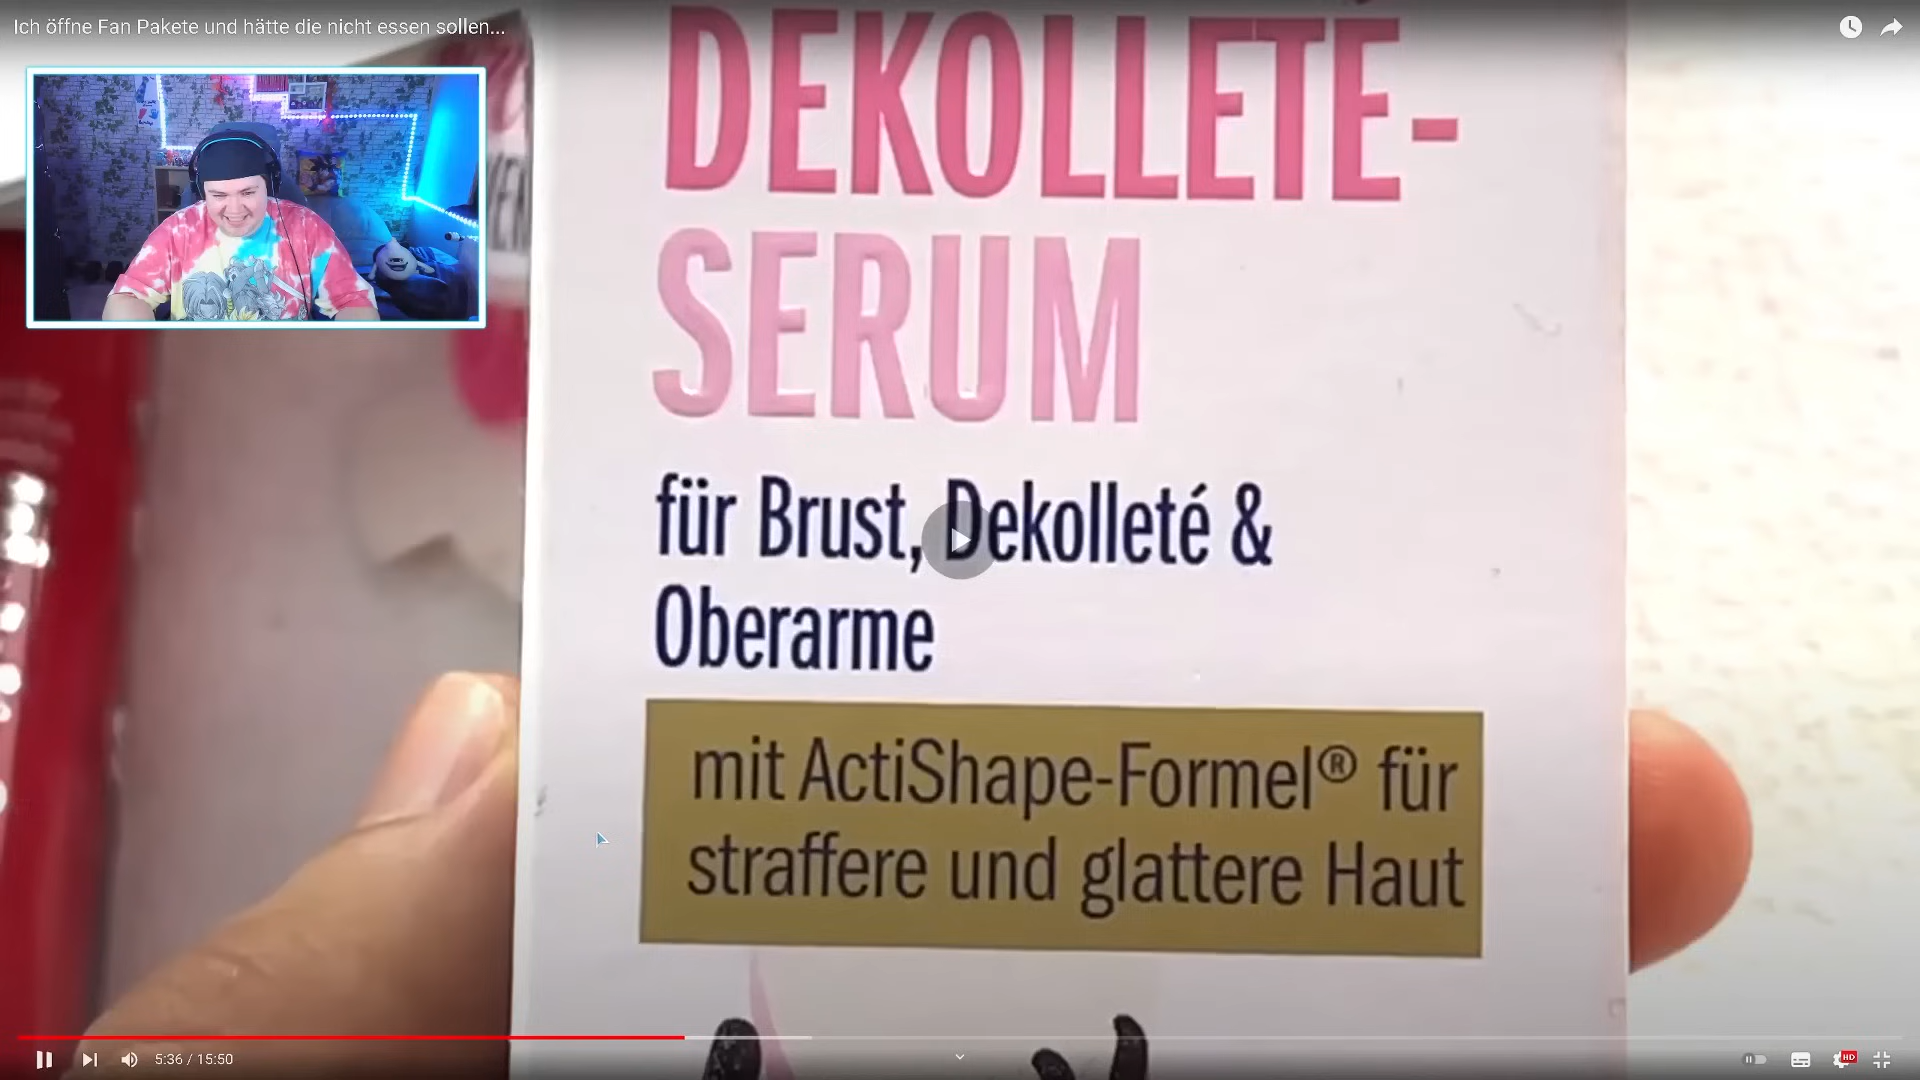 Ich öffne Fan Pakete und hätte die nicht essen sollen...
DEKOLLETÉ-
SERUM
für Brust, Dekolleté &
Oberarme
mit ActiShape-Formel® für
straffere und glattere Haut
5:36 / 15:50
HD